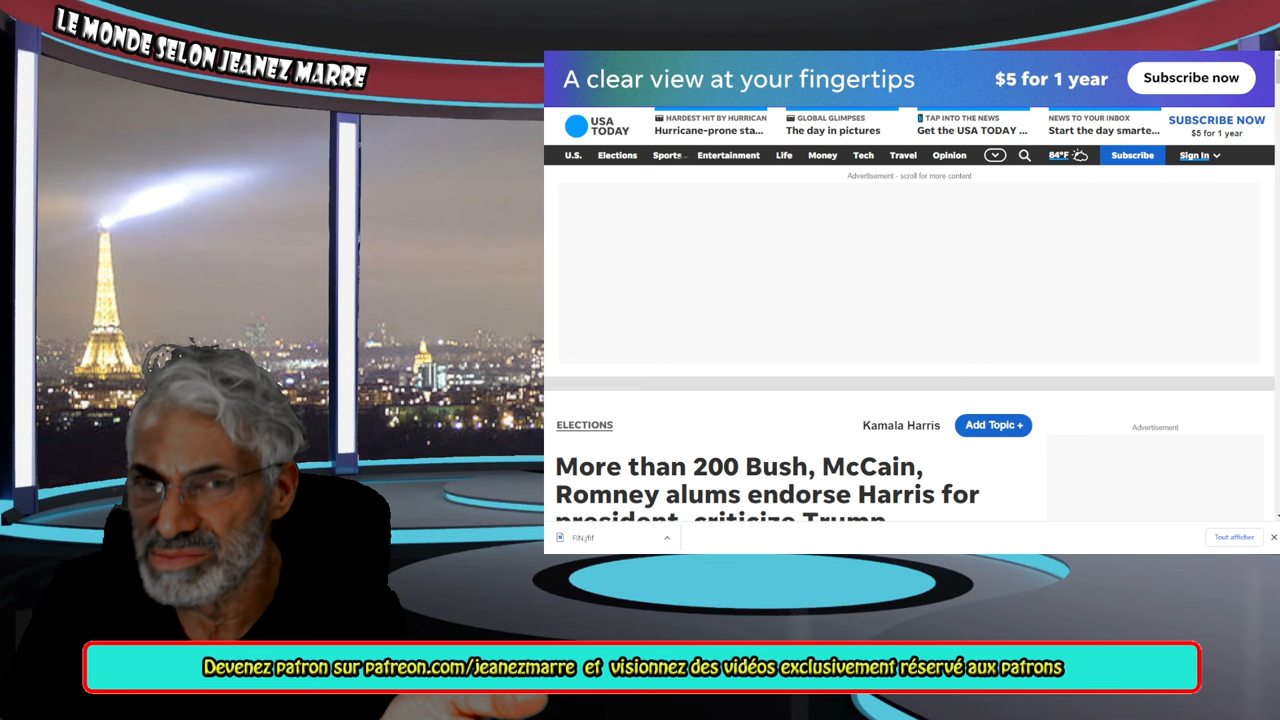 LE MONDE SELON JEANEZ MARRE
A clear view at your fingertips
$5 for 1 year
Subscribe now
USA
TODAY
HARDEST HIT BY HURRICAN
Hurricane-prone sta...
GLOBAL GLIMPSES
The day in pictures
TAP INTO THE NEWS
Get the USA TODAY ...
NEWS TO YOUR INBOX
Start the day smarte...
SUBSCRIBE NOW
$5 for 1 year
U.S. Elections Sports Entertainment Life Money Tech Travel Opinion 84°F Subscribe Sign In
Advertisement - scroll for more content
ELECTIONS
Kamala Harris
Add Topic +
Advertisement
More than 200 Bush, McCain,
Romney alums endorse Harris for
president, criticize Trump
FIN.jfif
Tout afficher
Devenez patron sur patreon.com/jeanezmarre et visionnez des vidéos exclusivement réservé aux patrons